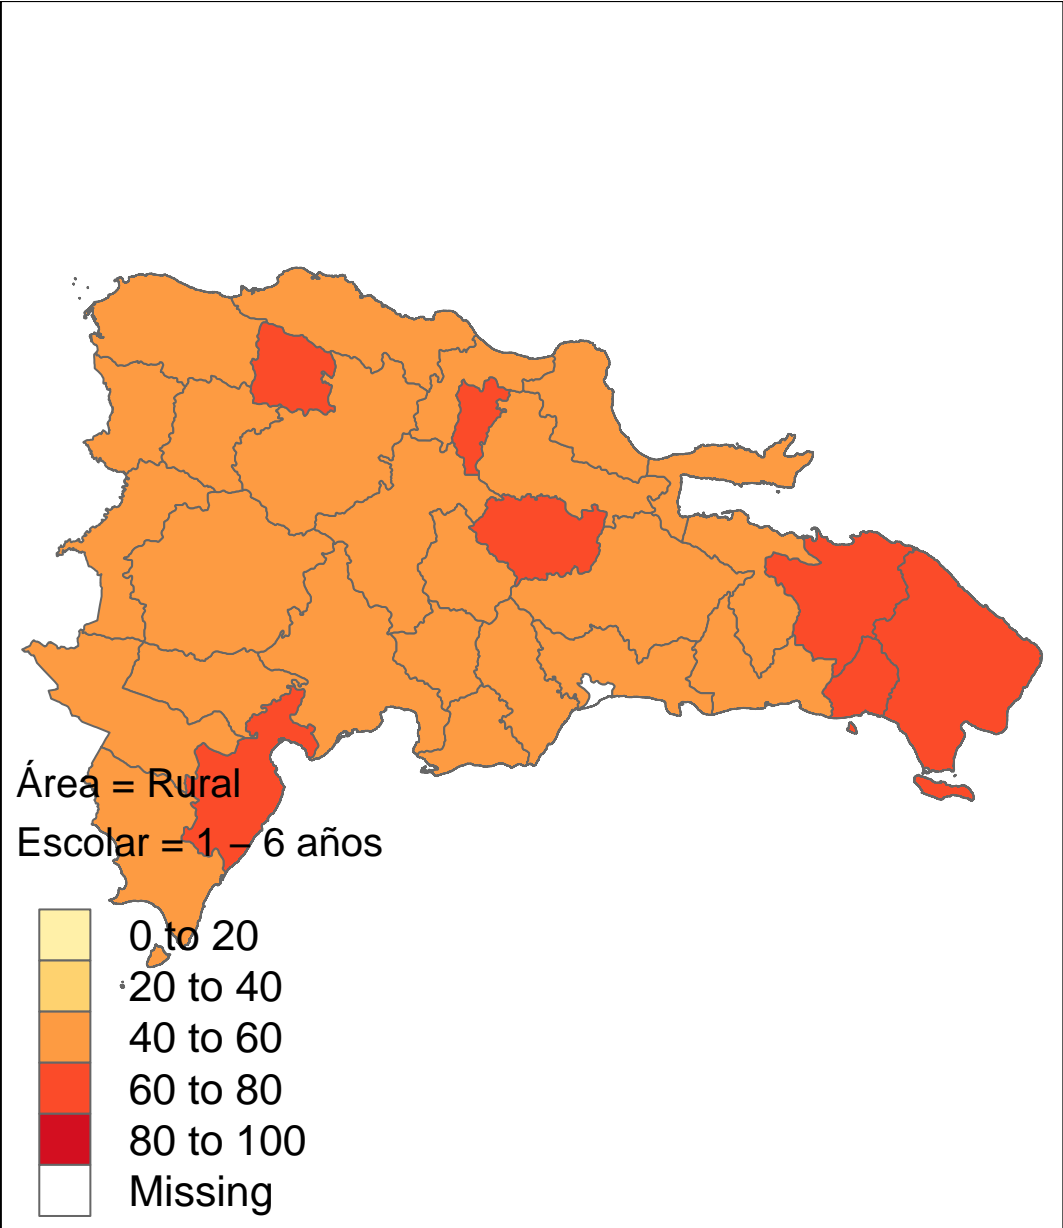 Área = Rural
Escolar = 1 – 6 años
0 to 20
20 to 40
40 to 60
60 to 80
80 to 100
Missing